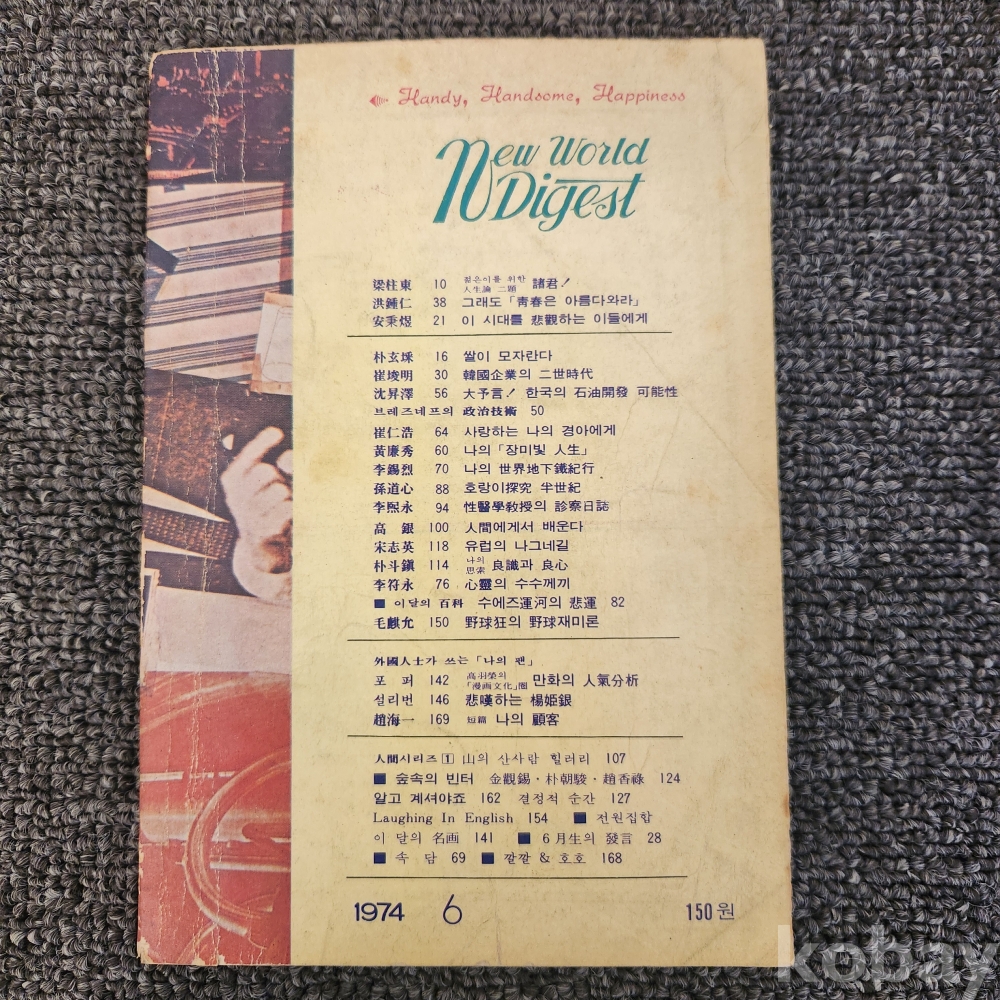 Handy, Handsome, Happiness
New World
Digest
梁柱東 10 젊은이를 위한 人生論 二題 諸君!
洪鍾仁 38 그래도「靑春은 아름다와라」
安秉煜 21 이 시대를 悲觀하는 이들에게
朴玄埰 16 쌀이 모자란다
崔埈明 30 韓國企業의 二世時代
沈昇澤 56 大予言! 한국의 石油開發 可能性
브레즈네프의 政治技術 50
崔仁浩 64 사랑하는 나의 경아에게
黃廉秀 60 나의「장미빛 人生」
李錫烈 70 나의 世界地下鐵紀行
孫道心 88 호랑이探究 半世紀
李熙永 94 性醫學敎授의 診察日誌
高銀 100 人間에게서 배운다
宋志英 118 유럽의 나그네길
朴斗鎭 114 나의 思索 良識과 良心
李符永 76 心靈의 수수께끼
■ 이달의 百科 수에즈運河의 悲運 82
毛麒允 150 野球狂의 野球재미론
外國人士가 쓰는「나의 팬」
포퍼 142 高羽榮의 「漫画文化」圈 만화의 人氣分析
설리번 146 悲嘆하는 楊姫銀
趙海一 169 短篇 나의 顧客
人間시리즈 1 山의 산사람 힐러리 107
■ 숲속의 빈터 金觀錫·朴朝駿·趙香祿 124
알고 계셔야죠 162 결정적 순간 127
Laughing In English 154 ■ 전원집합
이 달의 名画 141 ■ 6月生의 發言 28
■ 속담 69 ■ 깔깔 & 호호 168
1974 6 150원
kobay